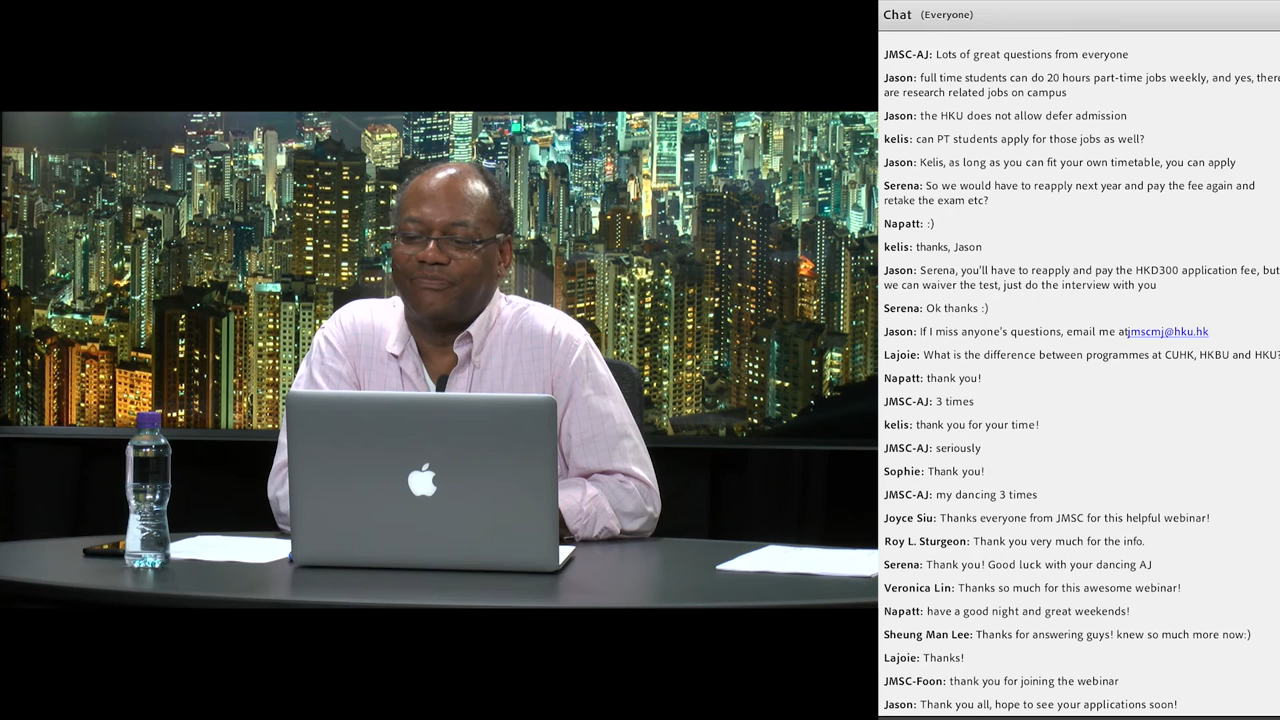 Chat (Everyone)
JMSC-AJ: Lots of great questions from everyone
Jason: full time students can do 20 hours part-time jobs weekly, and yes, there
are research related jobs on campus
Jason: the HKU does not allow defer admission
kelis: can PT students apply for those jobs as well?
Jason: Kelis, as long as you can fit your own timetable, you can apply
Serena: So we would have to reapply next year and pay the fee again and
retake the exam etc?
Napatt: :)
kelis: thanks, Jason
Jason: Serena, you'll have to reapply and pay the HKD300 application fee, but
we can waiver the test, just do the interview with you
Serena: Ok thanks :)
Jason: If I miss anyone's questions, email me atjmscmj@hku.hk
Lajoie: What is the difference between programmes at CUHK, HKBU and HKU?
Napatt: thank you!
JMSC-AJ: 3 times
kelis: thank you for your time!
JMSC-AJ: seriously
Sophie: Thank you!
JMSC-AJ: my dancing 3 times
Joyce Siu: Thanks everyone from JMSC for this helpful webinar!
Roy L. Sturgeon: Thank you very much for the info.
Serena: Thank you! Good luck with your dancing AJ
Veronica Lin: Thanks so much for this awesome webinar!
Napatt: have a good night and great weekends!
Sheung Man Lee: Thanks for answering guys! knew so much more now:)
Lajoie: Thanks!
JMSC-Foon: thank you for joining the webinar
Jason: Thank you all, hope to see your applications soon!